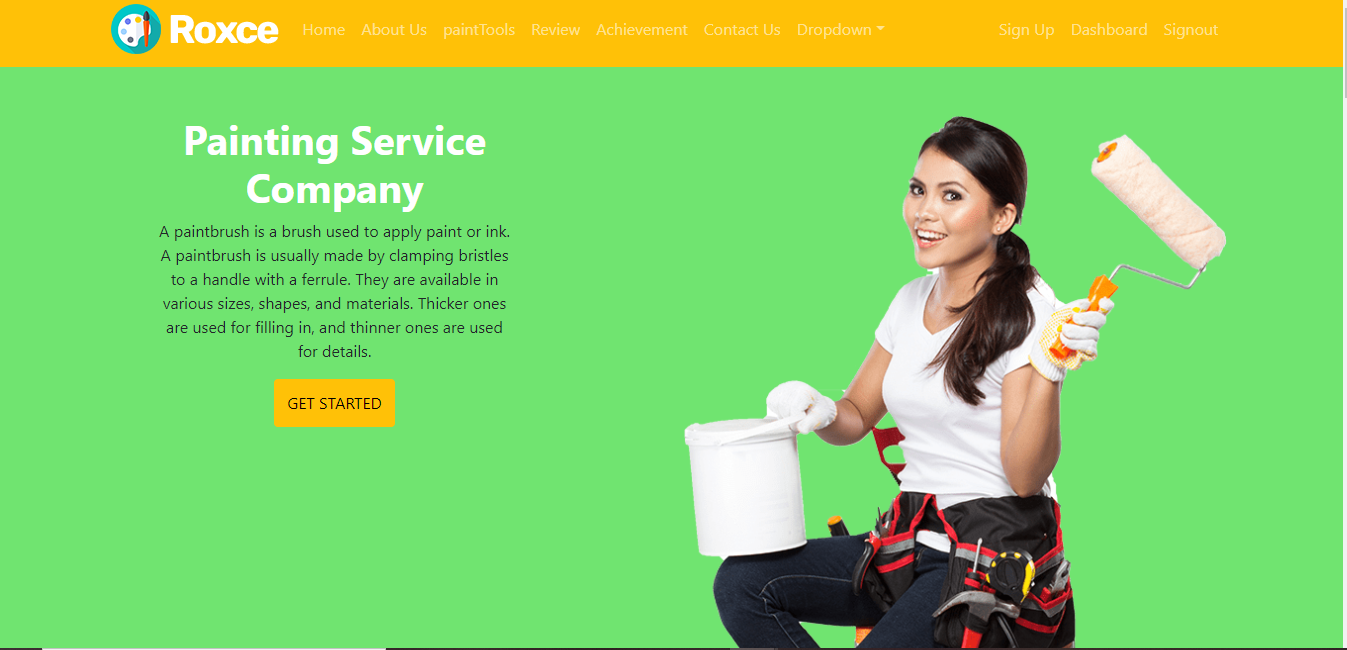 Roxce Home About Us paintTools Review Achievement Contact Us Dropdown Sign Up Dashboard Signout
Painting Service
Company
A paintbrush is a brush used to apply paint or ink.
A paintbrush is usually made by clamping bristles
to a handle with a ferrule. They are available in
various sizes, shapes, and materials. Thicker ones
are used for filling in, and thinner ones are used
for details.
GET STARTED